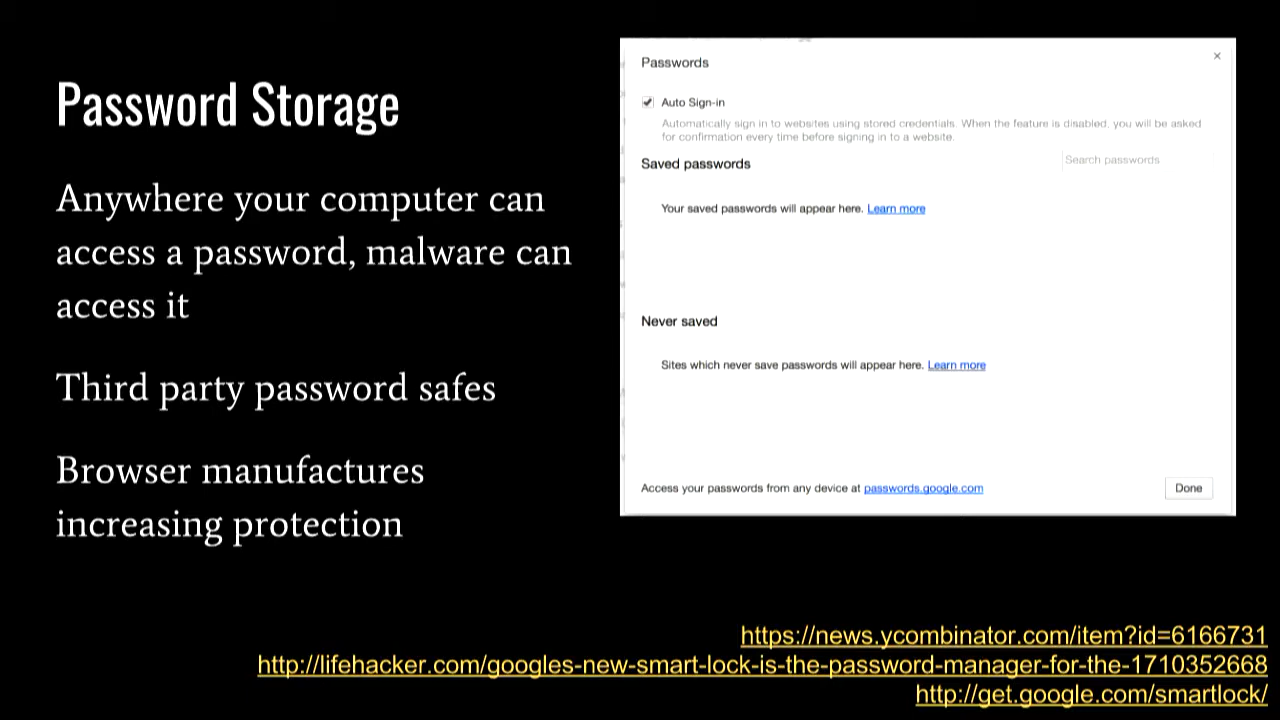 Password Storage
Anywhere your computer can
access a password, malware can
access it
Third party password safes
Browser manufactures
increasing protection
Passwords
×
Auto Sign-in
Automatically sign in to websites using stored credentials. When the feature is disabled, you will be asked
for confirmation every time before signing in to a website.
Saved passwords
Search passwords
Your saved passwords will appear here. Learn more
Never saved
Sites which never save passwords will appear here. Learn more
Access your passwords from any device at passwords.google.com
Done
https://news.ycombinator.com/item?id=6166731
http://lifehacker.com/googles-new-smart-lock-is-the-password-manager-for-the-1710352668
http://get.google.com/smartlock/